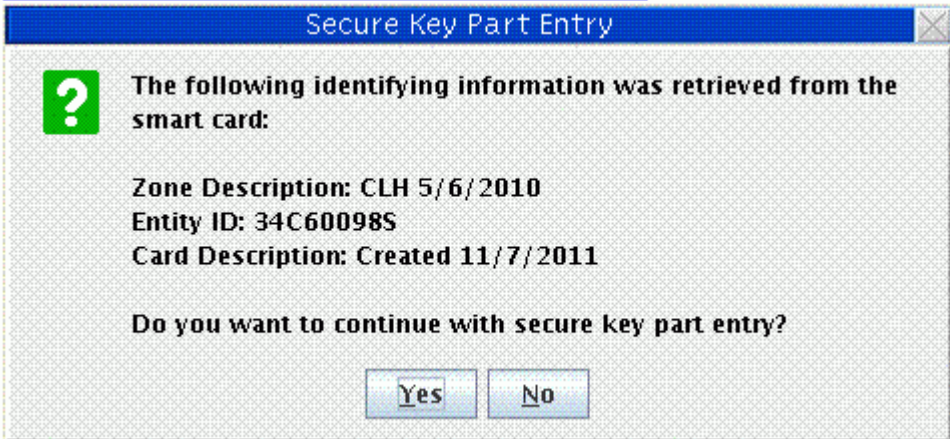 Secure Key Part Entry
The following identifying information was retrieved from the
smart card:
Zone Description: CLH 5/6/2010
Entity ID: 34C60098S
Card Description: Created 11/7/2011
Do you want to continue with secure key part entry?
Yes No